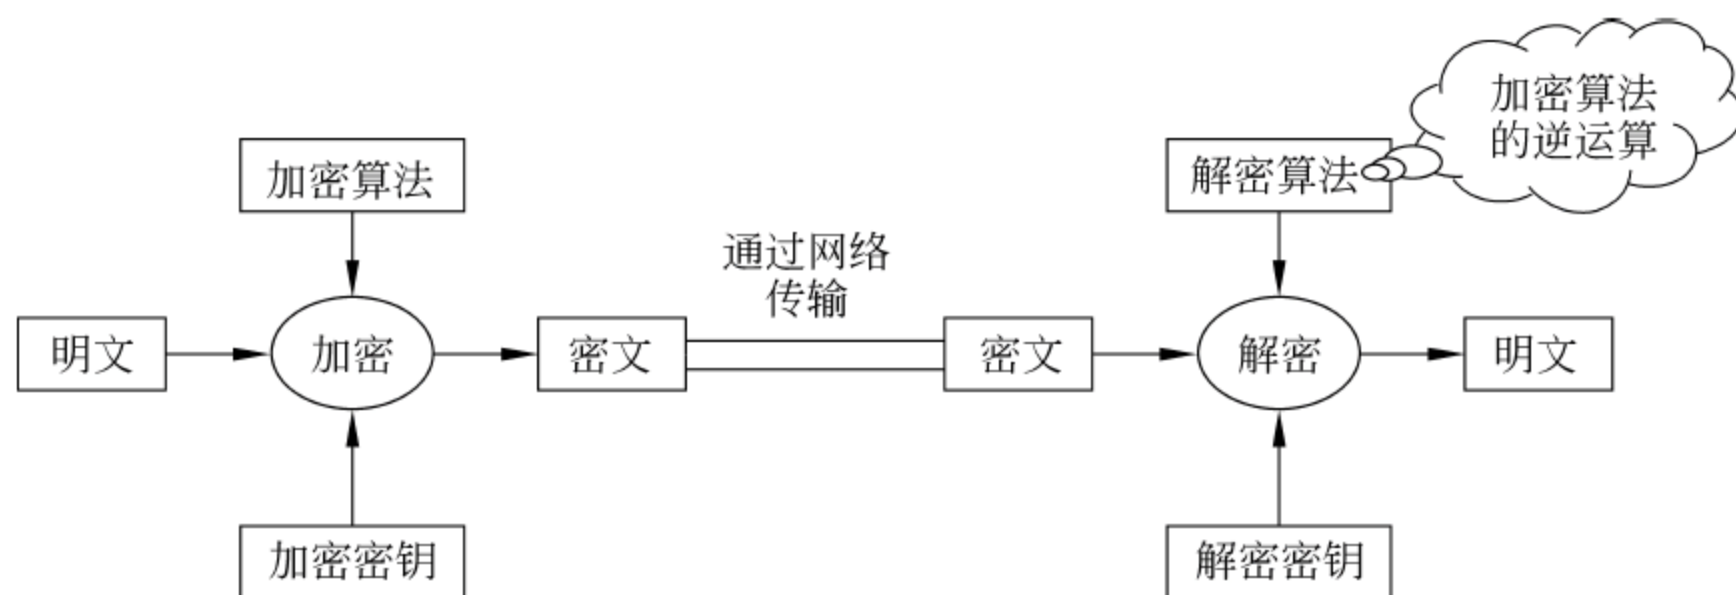 加密算法
的逆运算
加密算法
解密算法
通过网络
传输
明文
加密
密文
密文
解密
明文
加密密钥
解密密钥